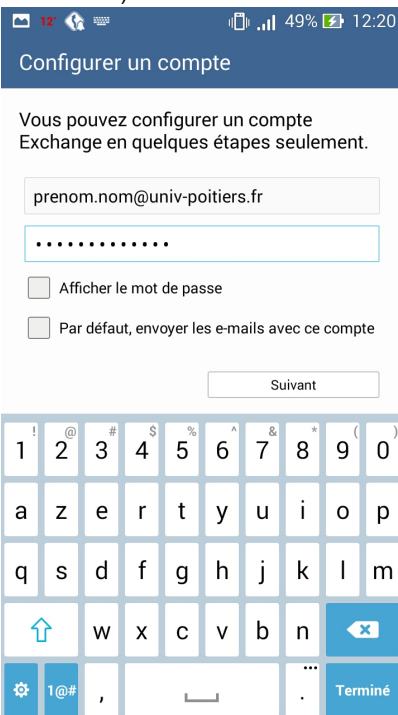 12° 49% 12:20
Configurer un compte
Vous pouvez configurer un compte
Exchange en quelques étapes seulement.
prenom.nom@univ-poitiers.fr
•••••••••••••
Afficher le mot de passe
Par défaut, envoyer les e-mails avec ce compte
Suivant
! @ # $ % ^ & * ( )
1 2 3 4 5 6 7 8 9 0
a z e r t y u i o p
q s d f g h j k l m
w x c v b n
1@# , . ... Terminé